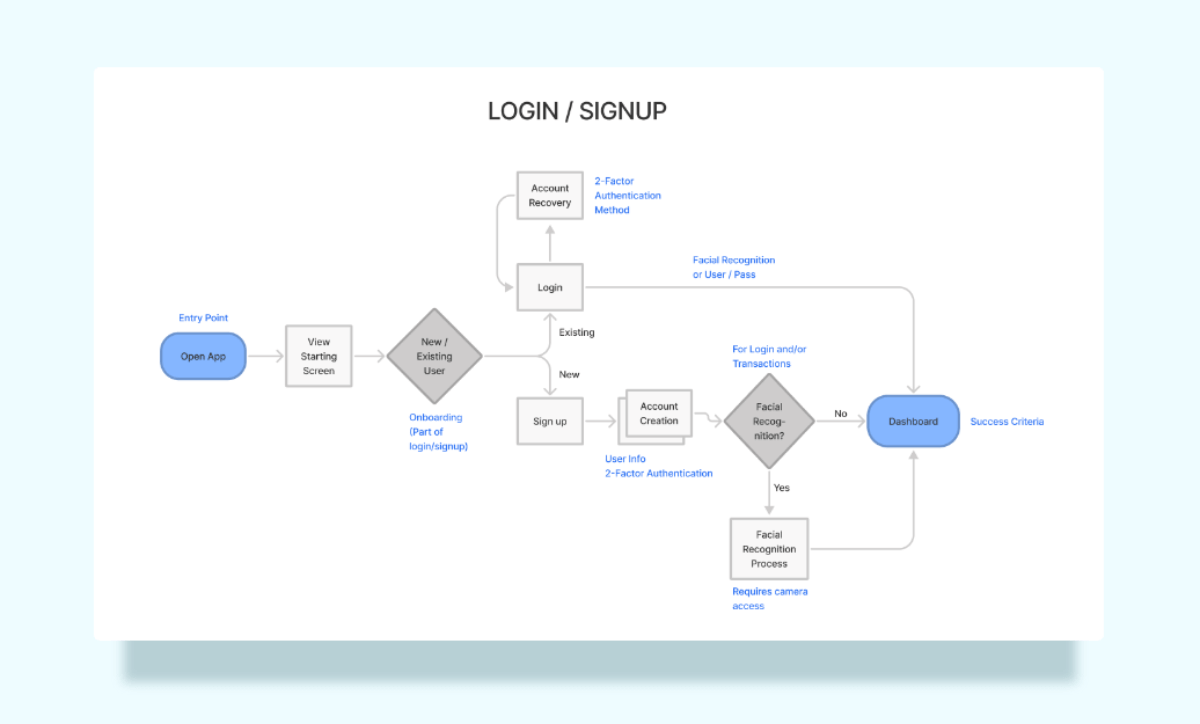 LOGIN / SIGNUP
Account
Recovery
2-Factor
Authentication
Method
Login
Facial Recognition
or User / Pass
Entry Point
Open App
View
Starting
Screen
New /
Existing
User
Onboarding
(Part of
login/signup)
Existing
New
Sign up
Account
Creation
User Info
2-Factor Authentication
For Login and/or
Transactions
Facial
Recog-
nition?
No
Yes
Dashboard
Success Criteria
Facial
Recognition
Process
Requires camera
access